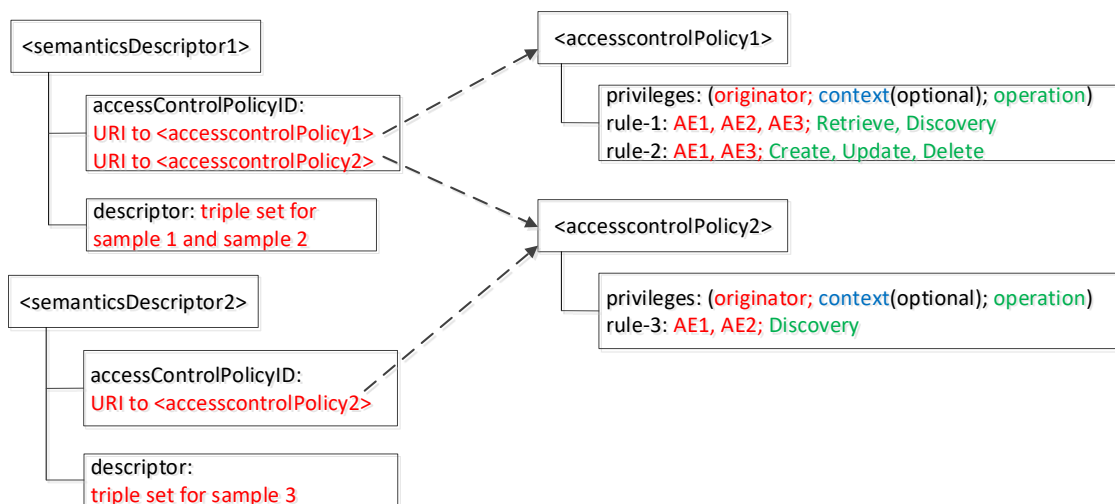 <semanticsDescriptor1>
accessControlPolicyID:
URI to <accesscontrolPolicy1>
URI to <accesscontrolPolicy2>
descriptor: triple set for
sample 1 and sample 2
<semanticsDescriptor2>
accessControlPolicyID:
URI to <accesscontrolPolicy2>
descriptor:
triple set for sample 3
<accesscontrolPolicy1>
privileges: (originator; context(optional); operation)
rule-1: AE1, AE2, AE3; Retrieve, Discovery
rule-2: AE1, AE3; Create, Update, Delete
<accesscontrolPolicy2>
privileges: (originator; context(optional); operation)
rule-3: AE1, AE2; Discovery